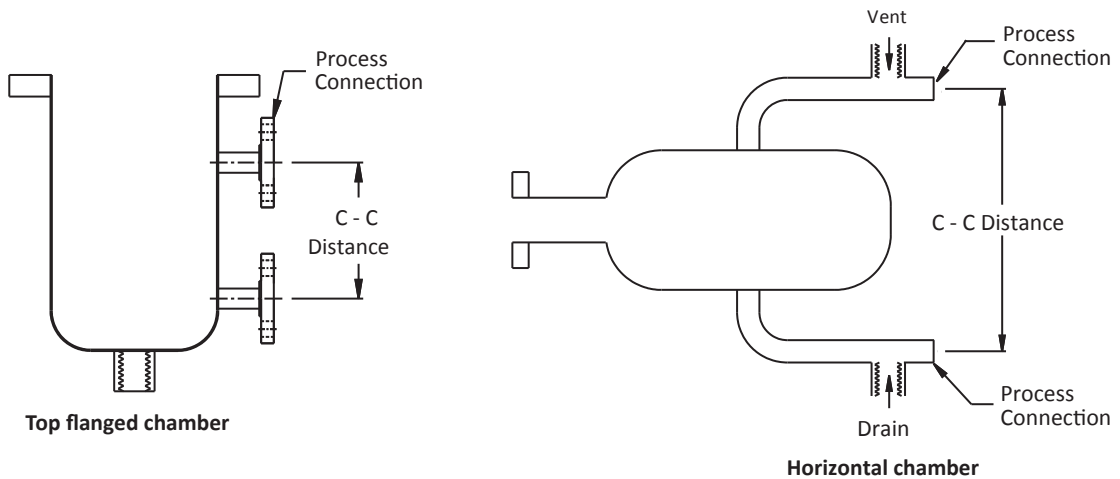 Process
Connection
C - C
Distance
Top flanged chamber
Vent
Process
Connection
C - C Distance
Process
Connection
Drain
Horizontal chamber